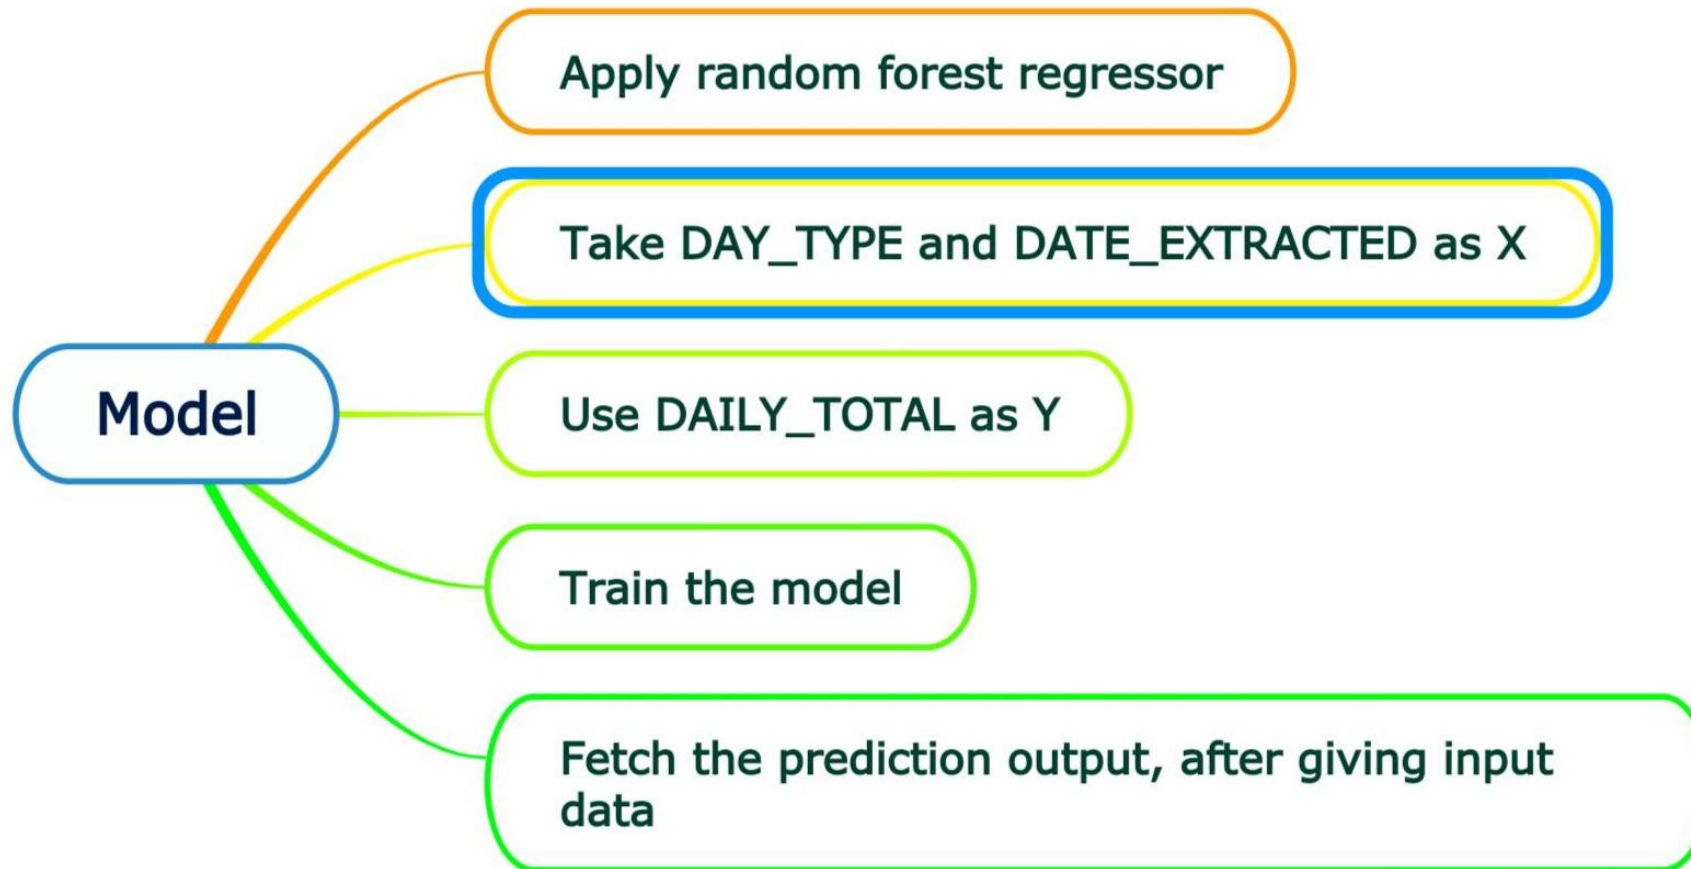 Apply random forest regressor
Take DAY_TYPE and DATE_EXTRACTED as X
Model
Use DAILY_TOTAL as Y
Train the model
Fetch the prediction output, after giving input
data